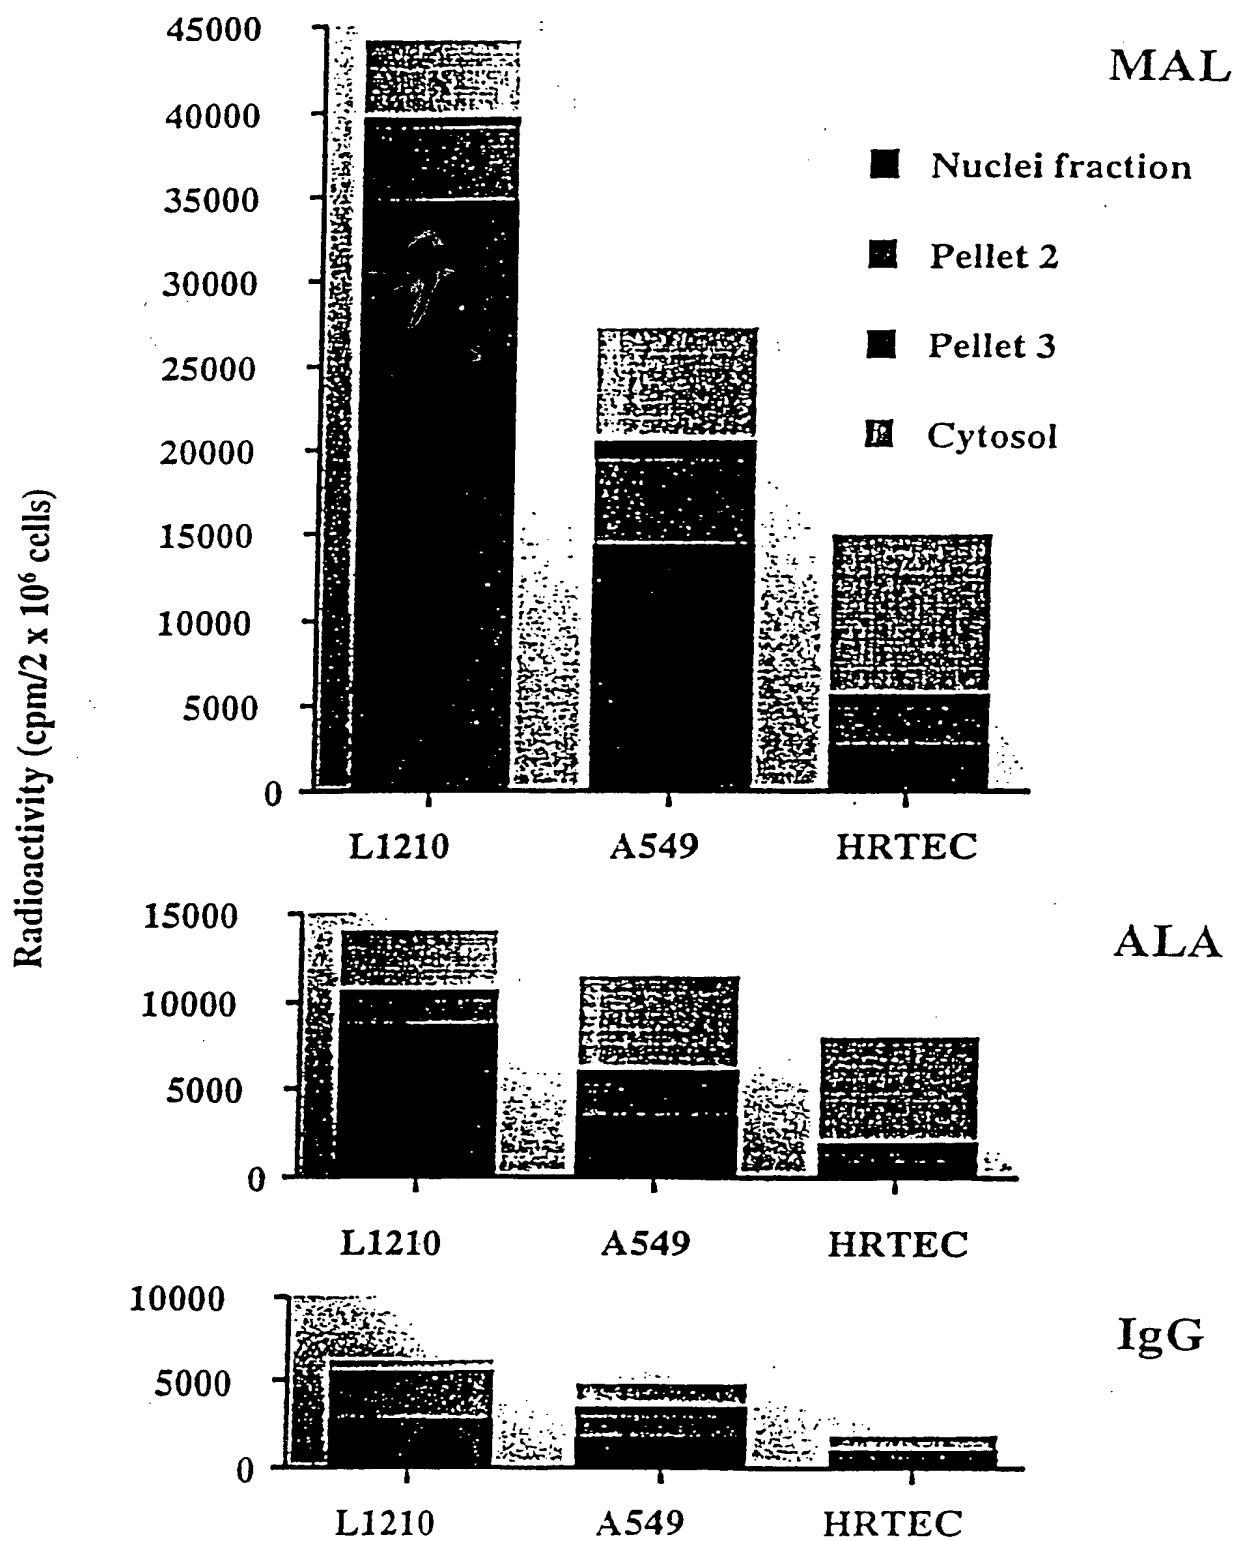 Radioactivity (cpm/2 x 10⁶ cells)
MAL
45000
40000
35000
30000
25000
20000
15000
10000
5000
0
Nuclei fraction
Pellet 2
Pellet 3
Cytosol
L1210 A549 HRTEC
ALA
15000
10000
5000
0
L1210 A549 HRTEC
IgG
10000
5000
0
L1210 A549 HRTEC